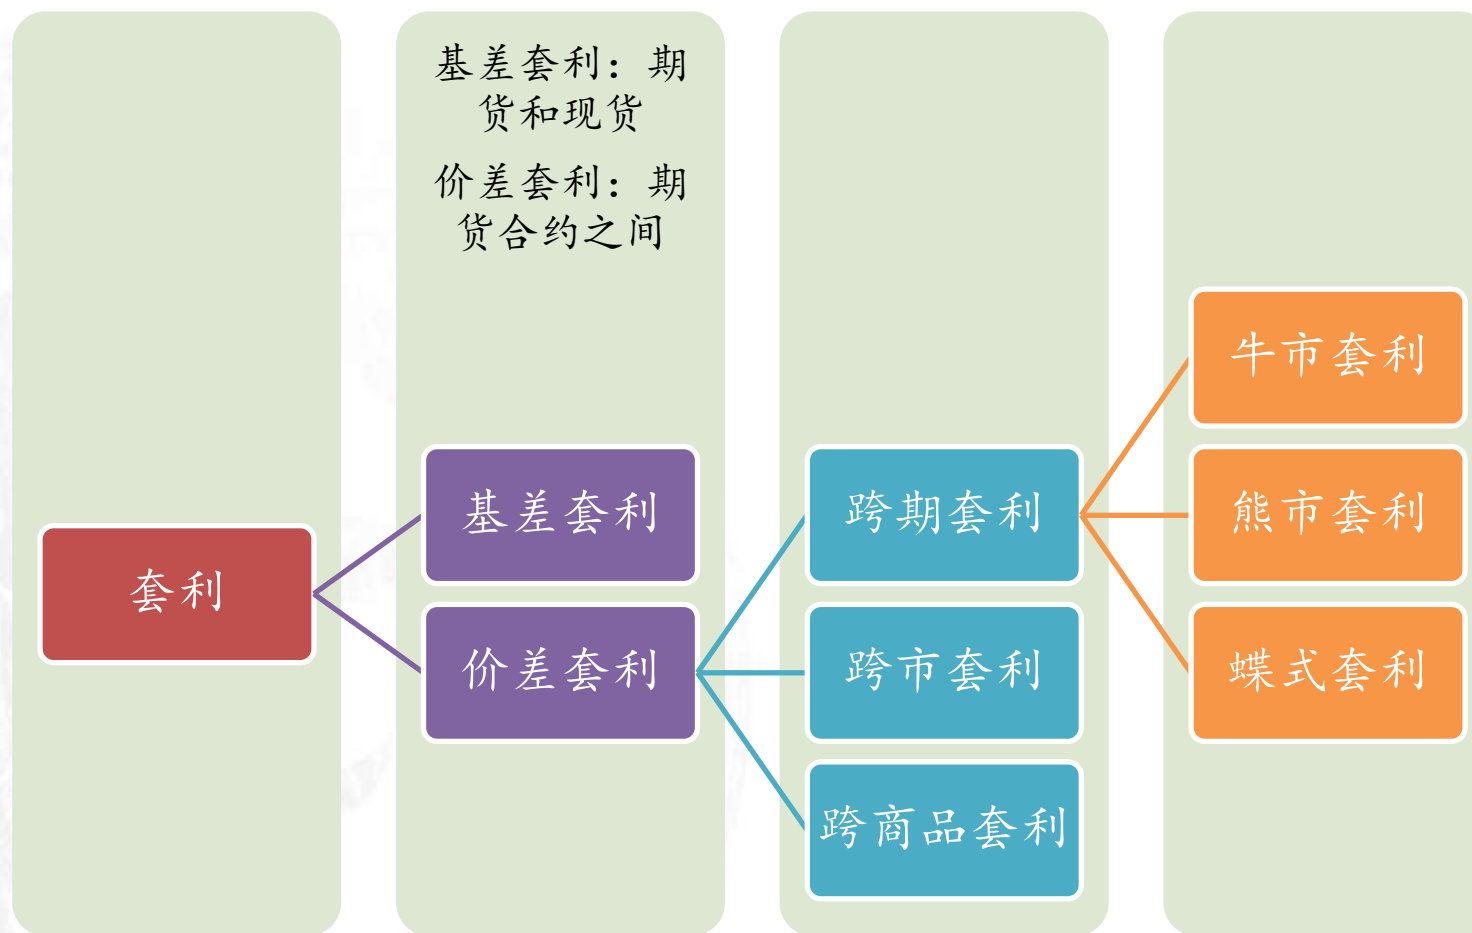 基差套利：期
货和现货
价差套利：期
货合约之间
套利
基差套利
价差套利
跨期套利
跨市套利
跨商品套利
牛市套利
熊市套利
蝶式套利